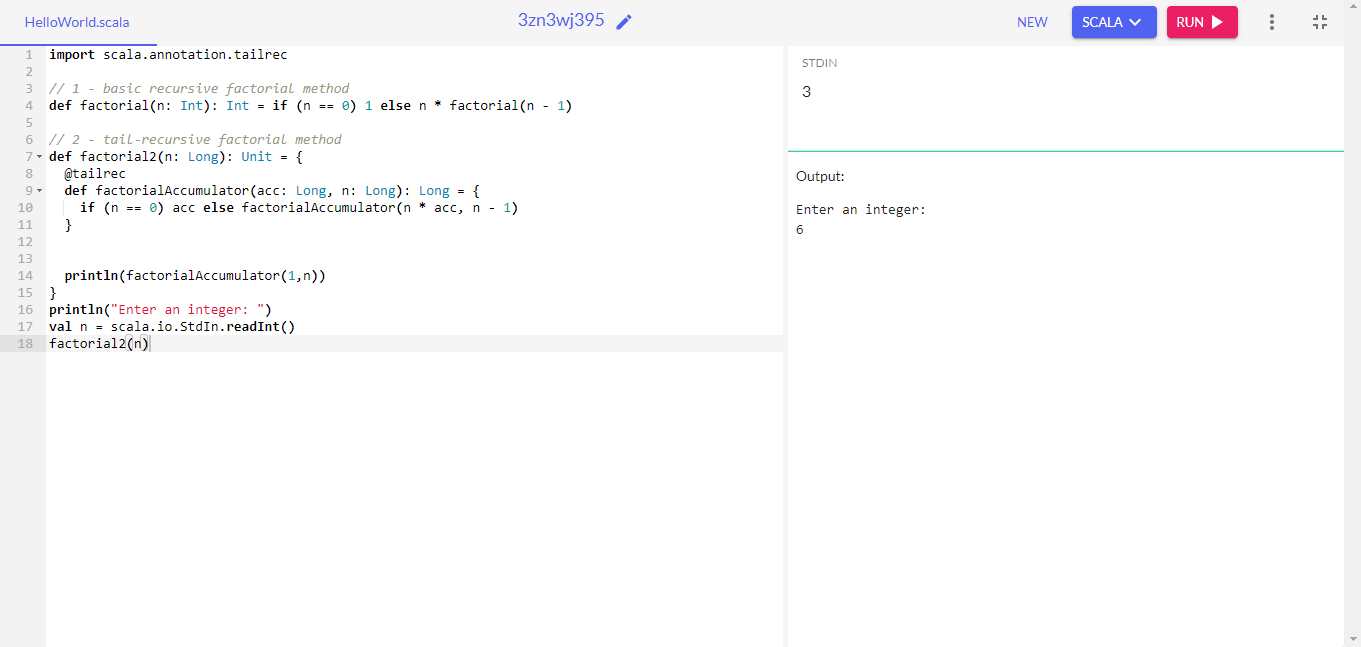 HelloWorld.scala
3zn3wj395
NEW
SCALA
RUN
1 import scala.annotation.tailrec
2
3 // 1 - basic recursive factorial method
4 def factorial(n: Int): Int = if (n == 0) 1 else n * factorial(n - 1)
5
6 // 2 - tail-recursive factorial method
7 def factorial2(n: Long): Unit = {
8   @tailrec
9   def factorialAccumulator(acc: Long, n: Long): Long = {
10     if (n == 0) acc else factorialAccumulator(n * acc, n - 1)
11   }
12
13
14   println(factorialAccumulator(1,n))
15 }
16 println("Enter an integer: ")
17 val n = scala.io.StdIn.readInt()
18 factorial2(n)
STDIN
3
Output:
Enter an integer:
6